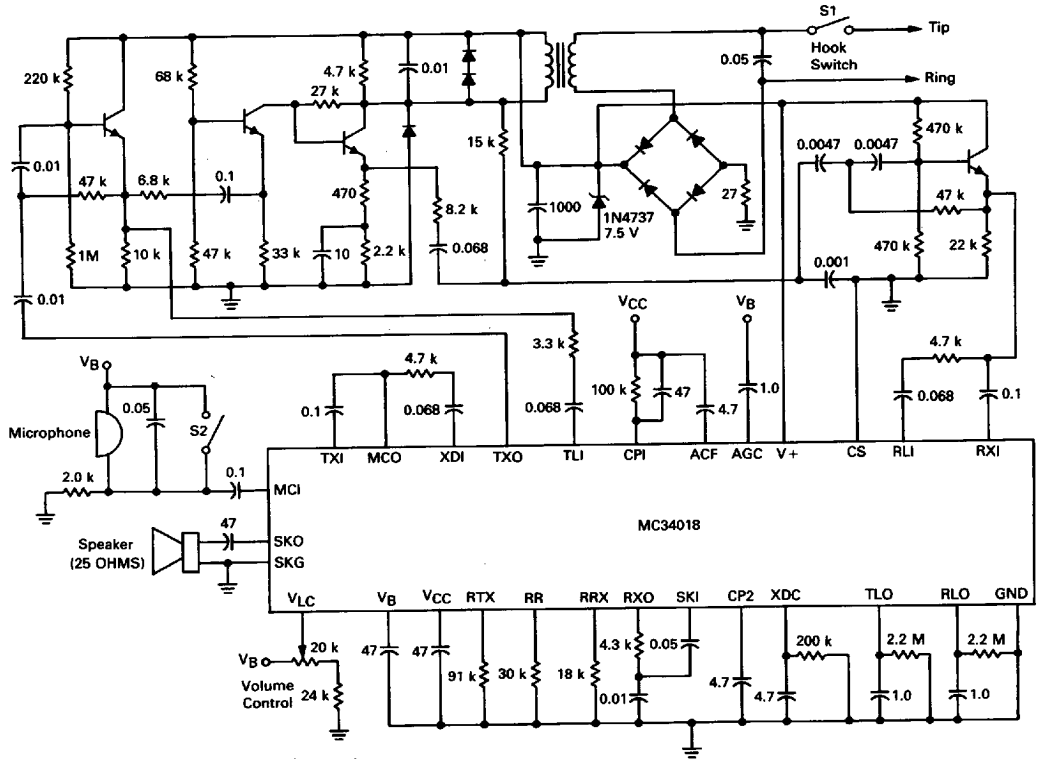 S1
Tip
Hook
Switch
0.05
Ring
220 k
68 k
4.7 k
0.01
27 k
15 k
470 k
0.0047
0.0047
0.01
47 k
6.8 k
0.1
470
8.2 k
1000
1N4737
7.5 V
27
47 k
1M
10 k
47 k
33 k
10
2.2 k
0.068
470 k
22 k
0.001
0.01
VCC
VB
3.3 k
4.7 k
VB
4.7 k
100 k
47
1.0
0.05
S2
0.1
0.068
0.068
4.7
0.068
0.1
Microphone
TXI
MCO
XDI
TXO
TLI
CPI
ACF
AGC
V+
CS
RLI
RXI
2.0 k
0.1
MCI
MC34018
47
SKO
Speaker
(25 OHMS)
SKG
VLC
VB
VCC
RTX
RR
RRX
RXO
SKI
CP2
XDC
TLO
RLO
GND
20 k
VB
47
47
4.3 k
0.05
200 k
2.2 M
2.2 M
Volume
Control
24 k
91 k
30 k
18 k
0.01
4.7
4.7
1.0
1.0